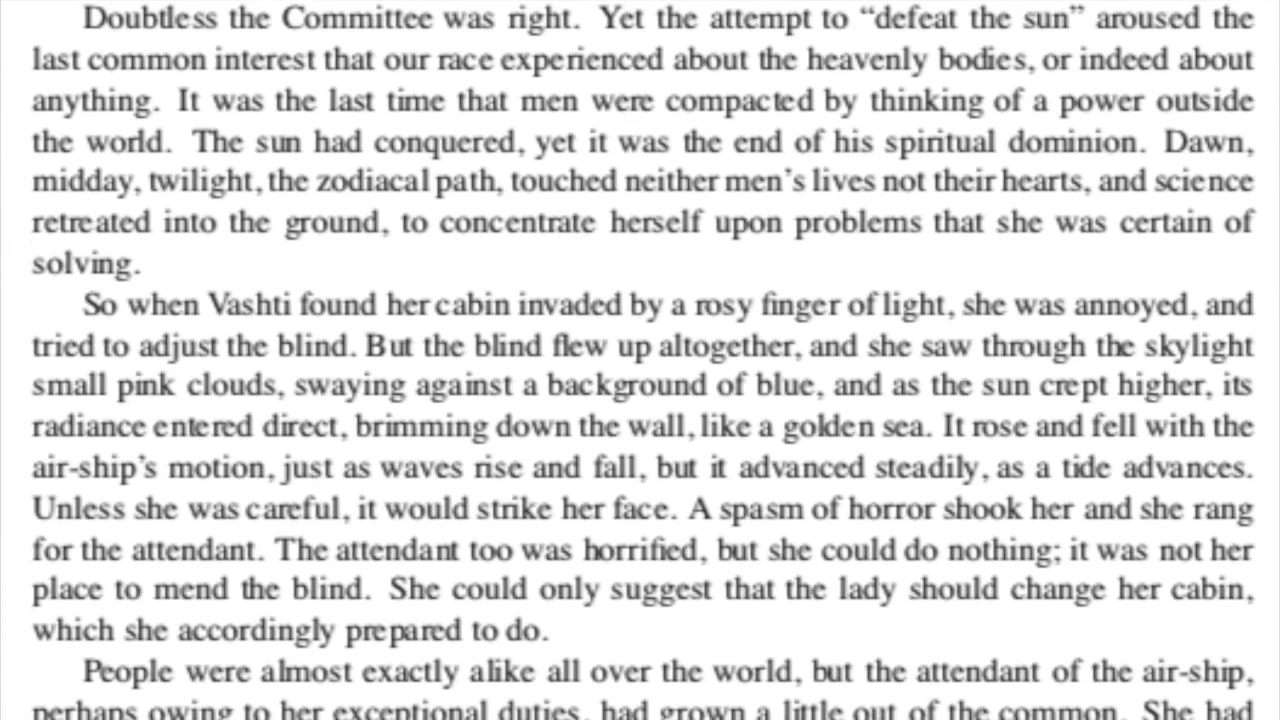 Doubtless the Committee was right. Yet the attempt to “defeat the sun” aroused the
last common interest that our race experienced about the heavenly bodies, or indeed about
anything. It was the last time that men were compacted by thinking of a power outside
the world. The sun had conquered, yet it was the end of his spiritual dominion. Dawn,
midday, twilight, the zodiacal path, touched neither men’s lives not their hearts, and science
retreated into the ground, to concentrate herself upon problems that she was certain of
solving.
So when Vashti found her cabin invaded by a rosy finger of light, she was annoyed, and
tried to adjust the blind. But the blind flew up altogether, and she saw through the skylight
small pink clouds, swaying against a background of blue, and as the sun crept higher, its
radiance entered direct, brimming down the wall, like a golden sea. It rose and fell with the
air-ship’s motion, just as waves rise and fall, but it advanced steadily, as a tide advances.
Unless she was careful, it would strike her face. A spasm of horror shook her and she rang
for the attendant. The attendant too was horrified, but she could do nothing; it was not her
place to mend the blind. She could only suggest that the lady should change her cabin,
which she accordingly prepared to do.
People were almost exactly alike all over the world, but the attendant of the air-ship,
perhaps owing to her exceptional duties, had grown a little out of the common. She had